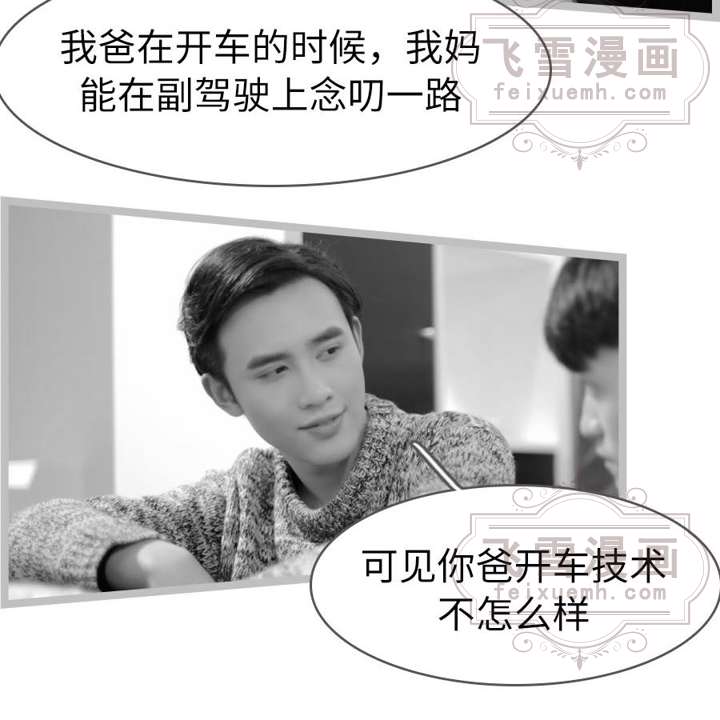 我爸在开车的时候，我妈
能在副驾驶上念叨一路
飞雪漫画
feixuemh.com
可见你爸开车技术
不怎么样
飞雪漫画
feixuemh.com